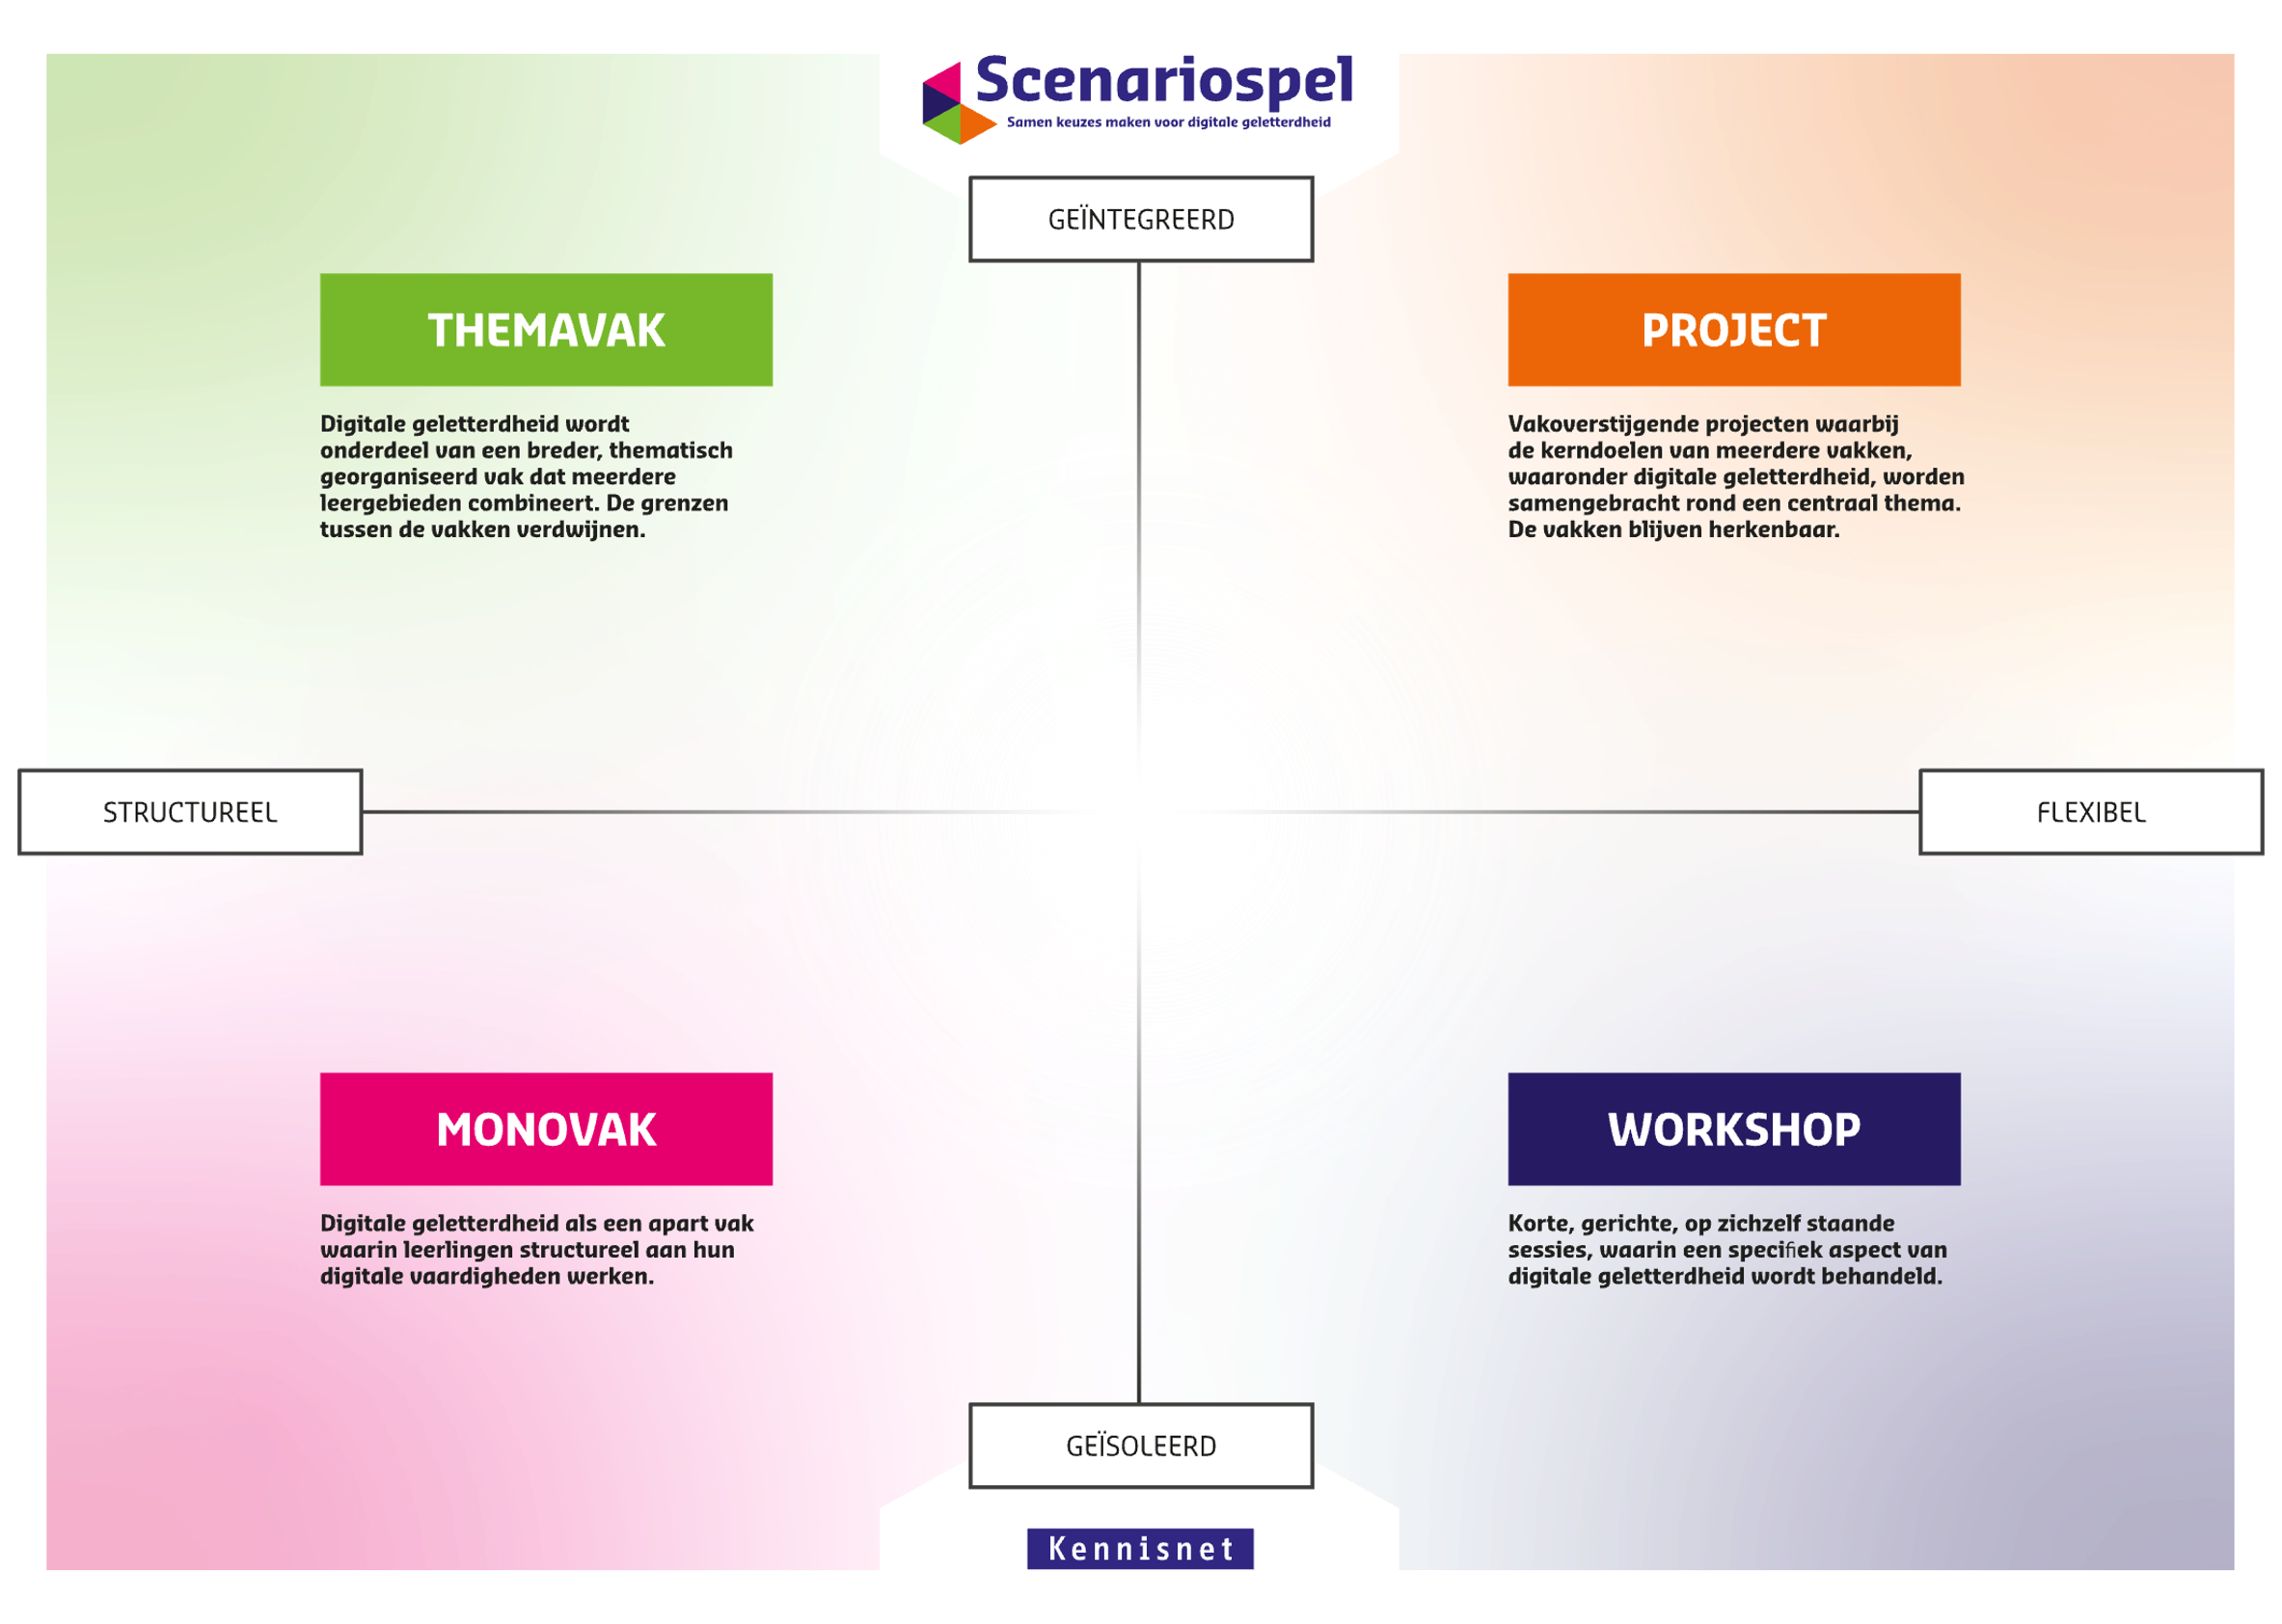 Scenariospel
Samen keuzes maken voor digitale geletterdheid
GEÏNTEGREERD
THEMAVAK
Digitale geletterdheid wordt
onderdeel van een breder, thematisch
georganiseerd vak dat meerdere
leergebieden combineert. De grenzen
tussen de vakken verdwijnen.
PROJECT
Vakoverstijgende projecten waarbij
de kerndoelen van meerdere vakken,
waaronder digitale geletterdheid, worden
samengebracht rond een centraal thema.
De vakken blijven herkenbaar.
STRUCTUREEL
FLEXIBEL
MONOVAK
Digitale geletterdheid als een apart vak
waarin leerlingen structureel aan hun
digitale vaardigheden werken.
WORKSHOP
Korte, gerichte, op zichzelf staande
sessies, waarin een specifiek aspect van
digitale geletterdheid wordt behandeld.
GEÏSOLEERD
Kennisnet